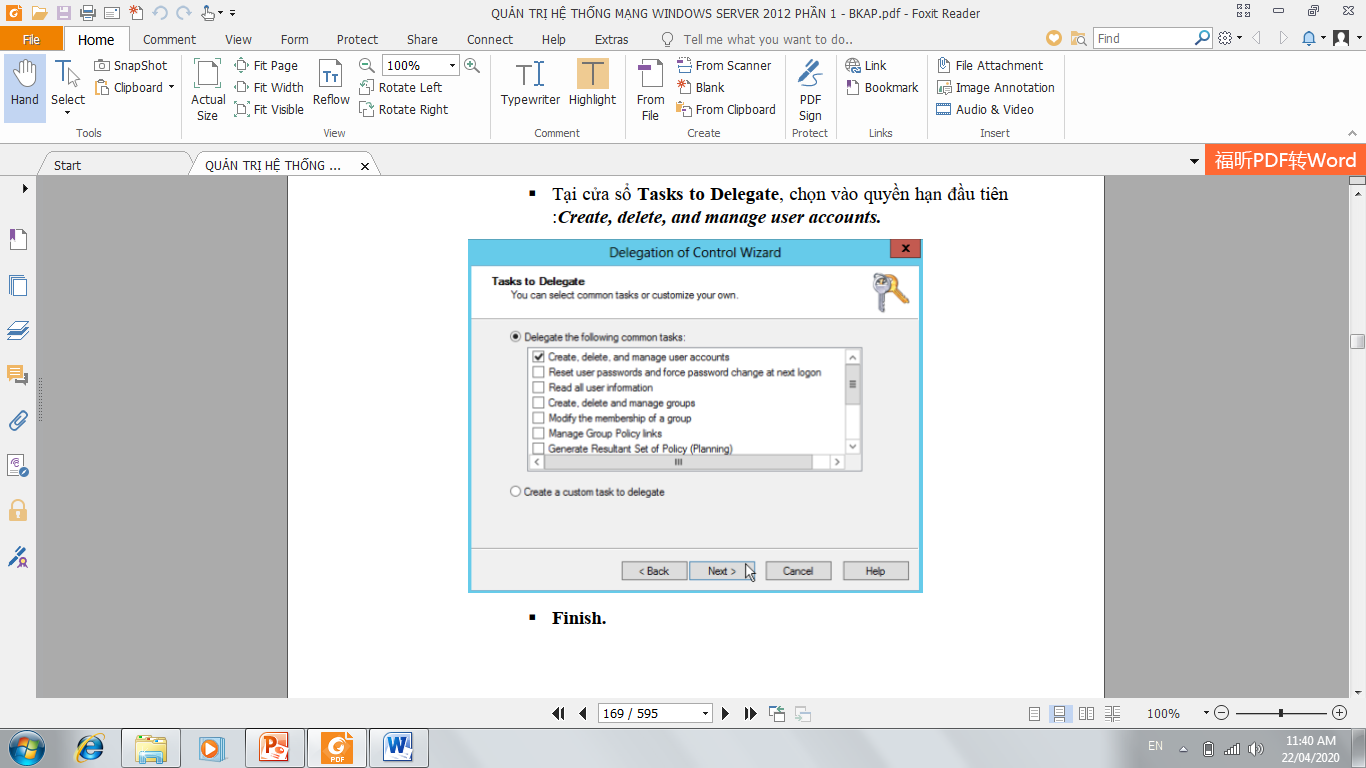 QUẢN TRỊ HỆ THỐNG MẠNG WINDOWS SERVER 2012 PHẦN 1 - BKAP.pdf - Foxit Reader
File Home Comment View Form Protect Share Connect Help Extras Tell me what you want to do.. Find
Hand
Select
SnapShot
Clipboard
Tools
Actual
Size
Fit Page
Fit Width
Fit Visible
Reflow
100%
Rotate Left
Rotate Right
View
Typewriter
Highlight
Comment
From
File
From Scanner
Blank
From Clipboard
Create
PDF
Sign
Protect
Link
Bookmark
Links
File Attachment
Image Annotation
Audio & Video
Insert
Start
QUẢN TRỊ HỆ THỐNG ...
福昕PDF转Word
Tại cửa sổ Tasks to Delegate, chọn vào quyền hạn đầu tiên
:Create, delete, and manage user accounts.
Delegation of Control Wizard
Tasks to Delegate
You can select common tasks or customize your own.
Delegate the following common tasks:
Create, delete, and manage user accounts
Reset user passwords and force password change at next logon
Read all user information
Create, delete and manage groups
Modify the membership of a group
Manage Group Policy links
Generate Resultant Set of Policy (Planning)
Create a custom task to delegate
< Back Next > Cancel Help
Finish.
169 / 595
100%
PDF
EN
11:40 AM
22/04/2020